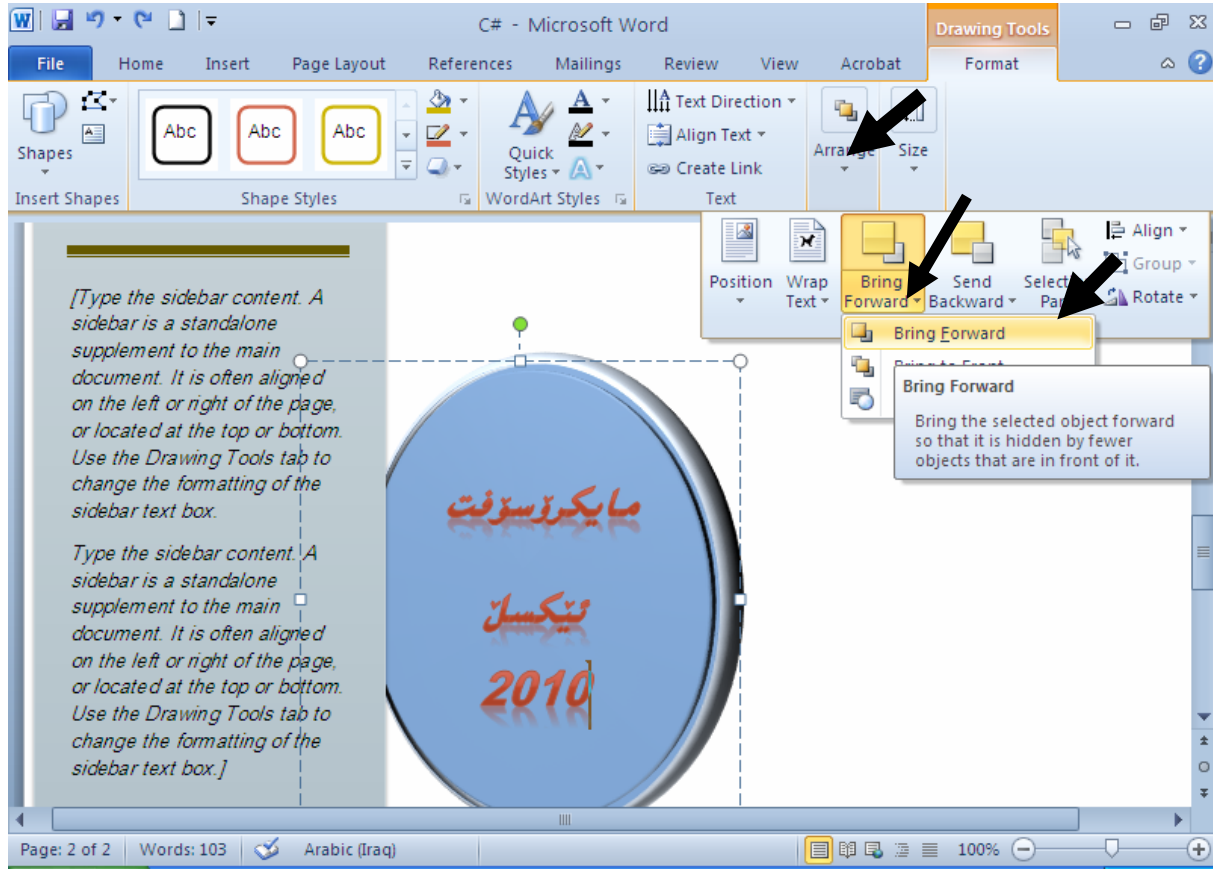 C# - Microsoft Word
Drawing Tools
File Home Insert Page Layout References Mailings Review View Acrobat Format
Abc Abc Abc
Shapes
Quick Styles
Text Direction
Align Text
Create Link
Arrange Size
Insert Shapes Shape Styles WordArt Styles Text
Position
Wrap Text
Bring Forward
Send Backward
Align
Group
Rotate
Bring Forward
Bring to Front
Bring Forward
Bring the selected object forward
so that it is hidden by fewer
objects that are in front of it.
[Type the sidebar content. A
sidebar is a standalone
supplement to the main
document. It is often aligned
on the left or right of the page,
or located at the top or bottom.
Use the Drawing Tools tab to
change the formatting of the
sidebar text box.
Type the sidebar content. A
sidebar is a standalone
supplement to the main
document. It is often aligned
on the left or right of the page,
or located at the top or bottom.
Use the Drawing Tools tab to
change the formatting of the
sidebar text box.]
مایکرۆسۆفت
ئێکسڵ
2010
Page: 2 of 2 Words: 103 Arabic (Iraq) 100%